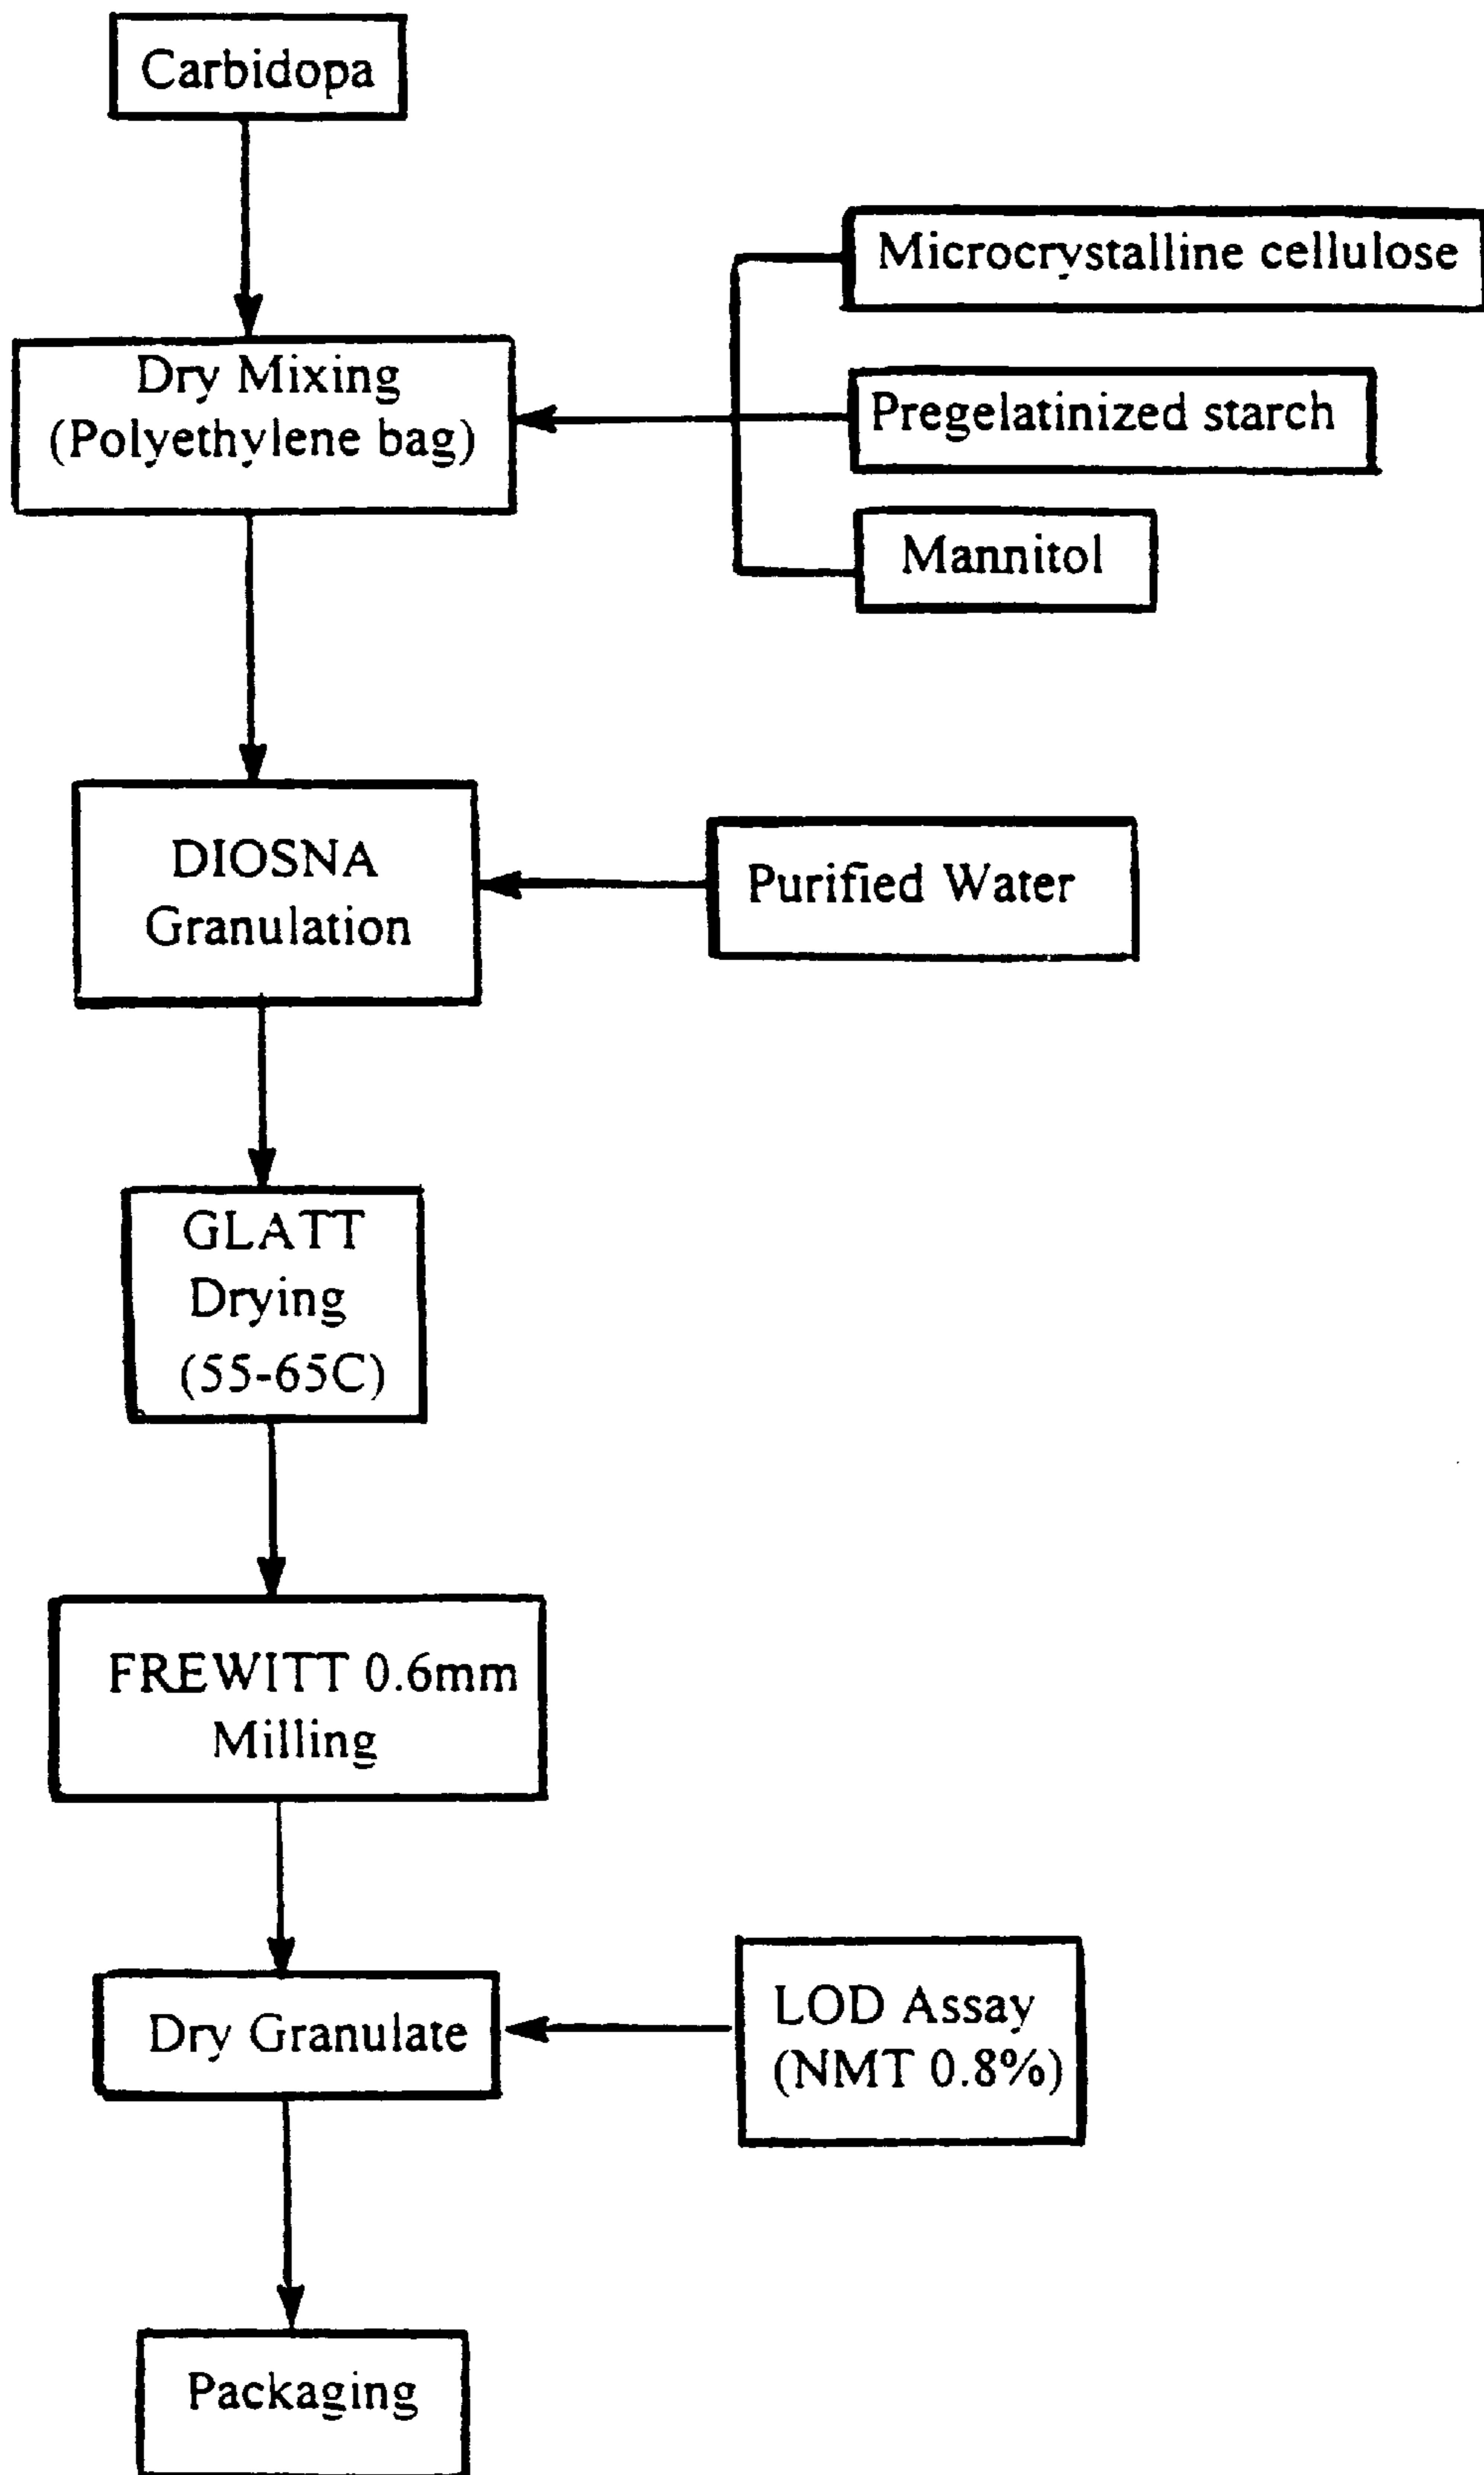 Carbidopa
Microcrystalline cellulose
Dry Mixing
(Polyethylene bag)
Pregelatinized starch
Mannitol
DIOSNA
Granulation
Purified Water
GLATT
Drying
(55-65C)
FREWITT 0.6mm
Milling
Dry Granulate
LOD Assay
(NMT 0.8%)
Packaging